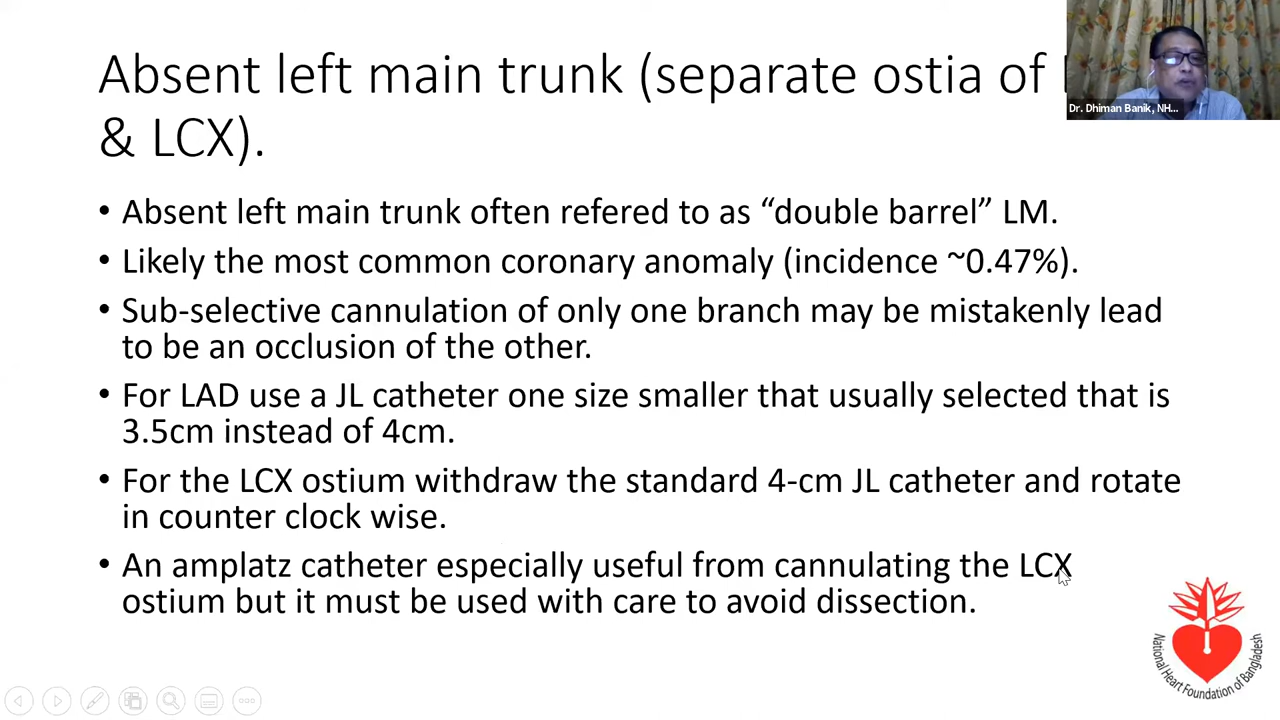 Absent left main trunk (separate ostia of
& LCX).
Dr. Dhiman Banik, NH...
• Absent left main trunk often refered to as “double barrel” LM.
• Likely the most common coronary anomaly (incidence ~0.47%).
• Sub-selective cannulation of only one branch may be mistakenly lead
to be an occlusion of the other.
• For LAD use a JL catheter one size smaller that usually selected that is
3.5cm instead of 4cm.
• For the LCX ostium withdraw the standard 4-cm JL catheter and rotate
in counter clock wise.
• An amplatz catheter especially useful from cannulating the LCX
ostium but it must be used with care to avoid dissection.
National Heart Foundation of Bangladesh